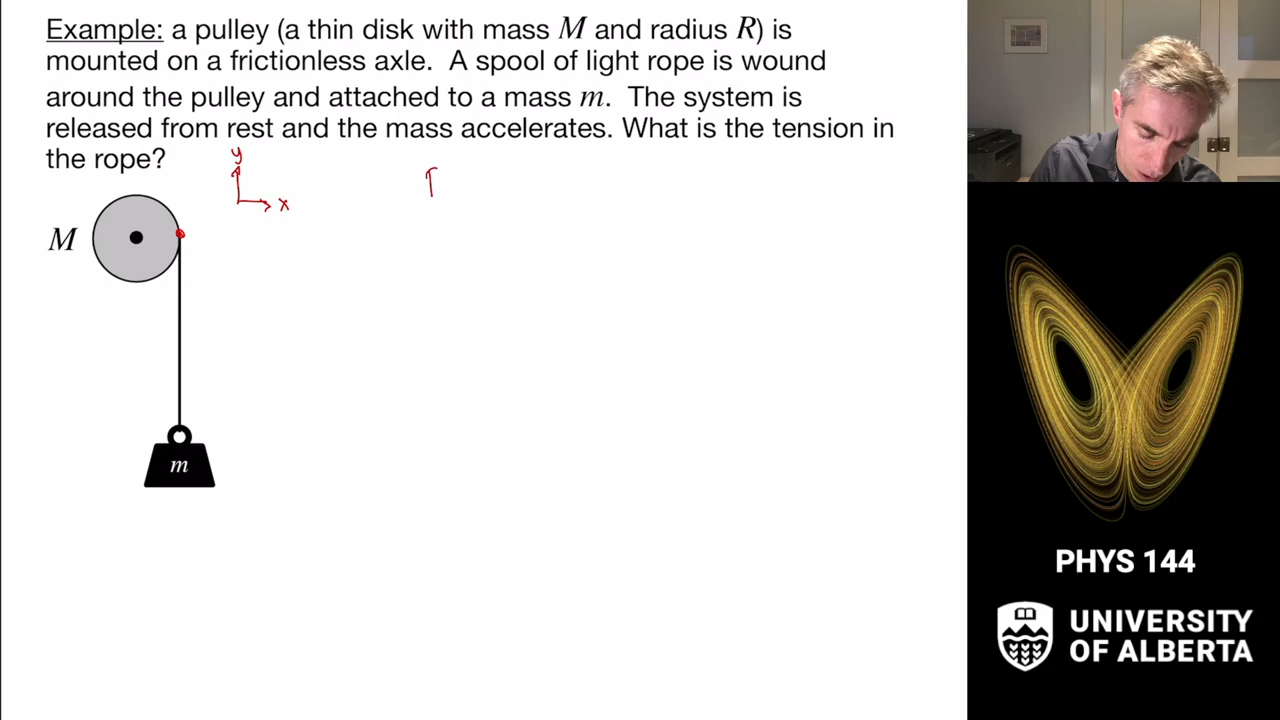 Example: a pulley (a thin disk with mass M and radius R) is
mounted on a frictionless axle. A spool of light rope is wound
around the pulley and attached to a mass m. The system is
released from rest and the mass accelerates. What is the tension in
the rope?
y
x
M
m
PHYS 144
UNIVERSITY
OF ALBERTA